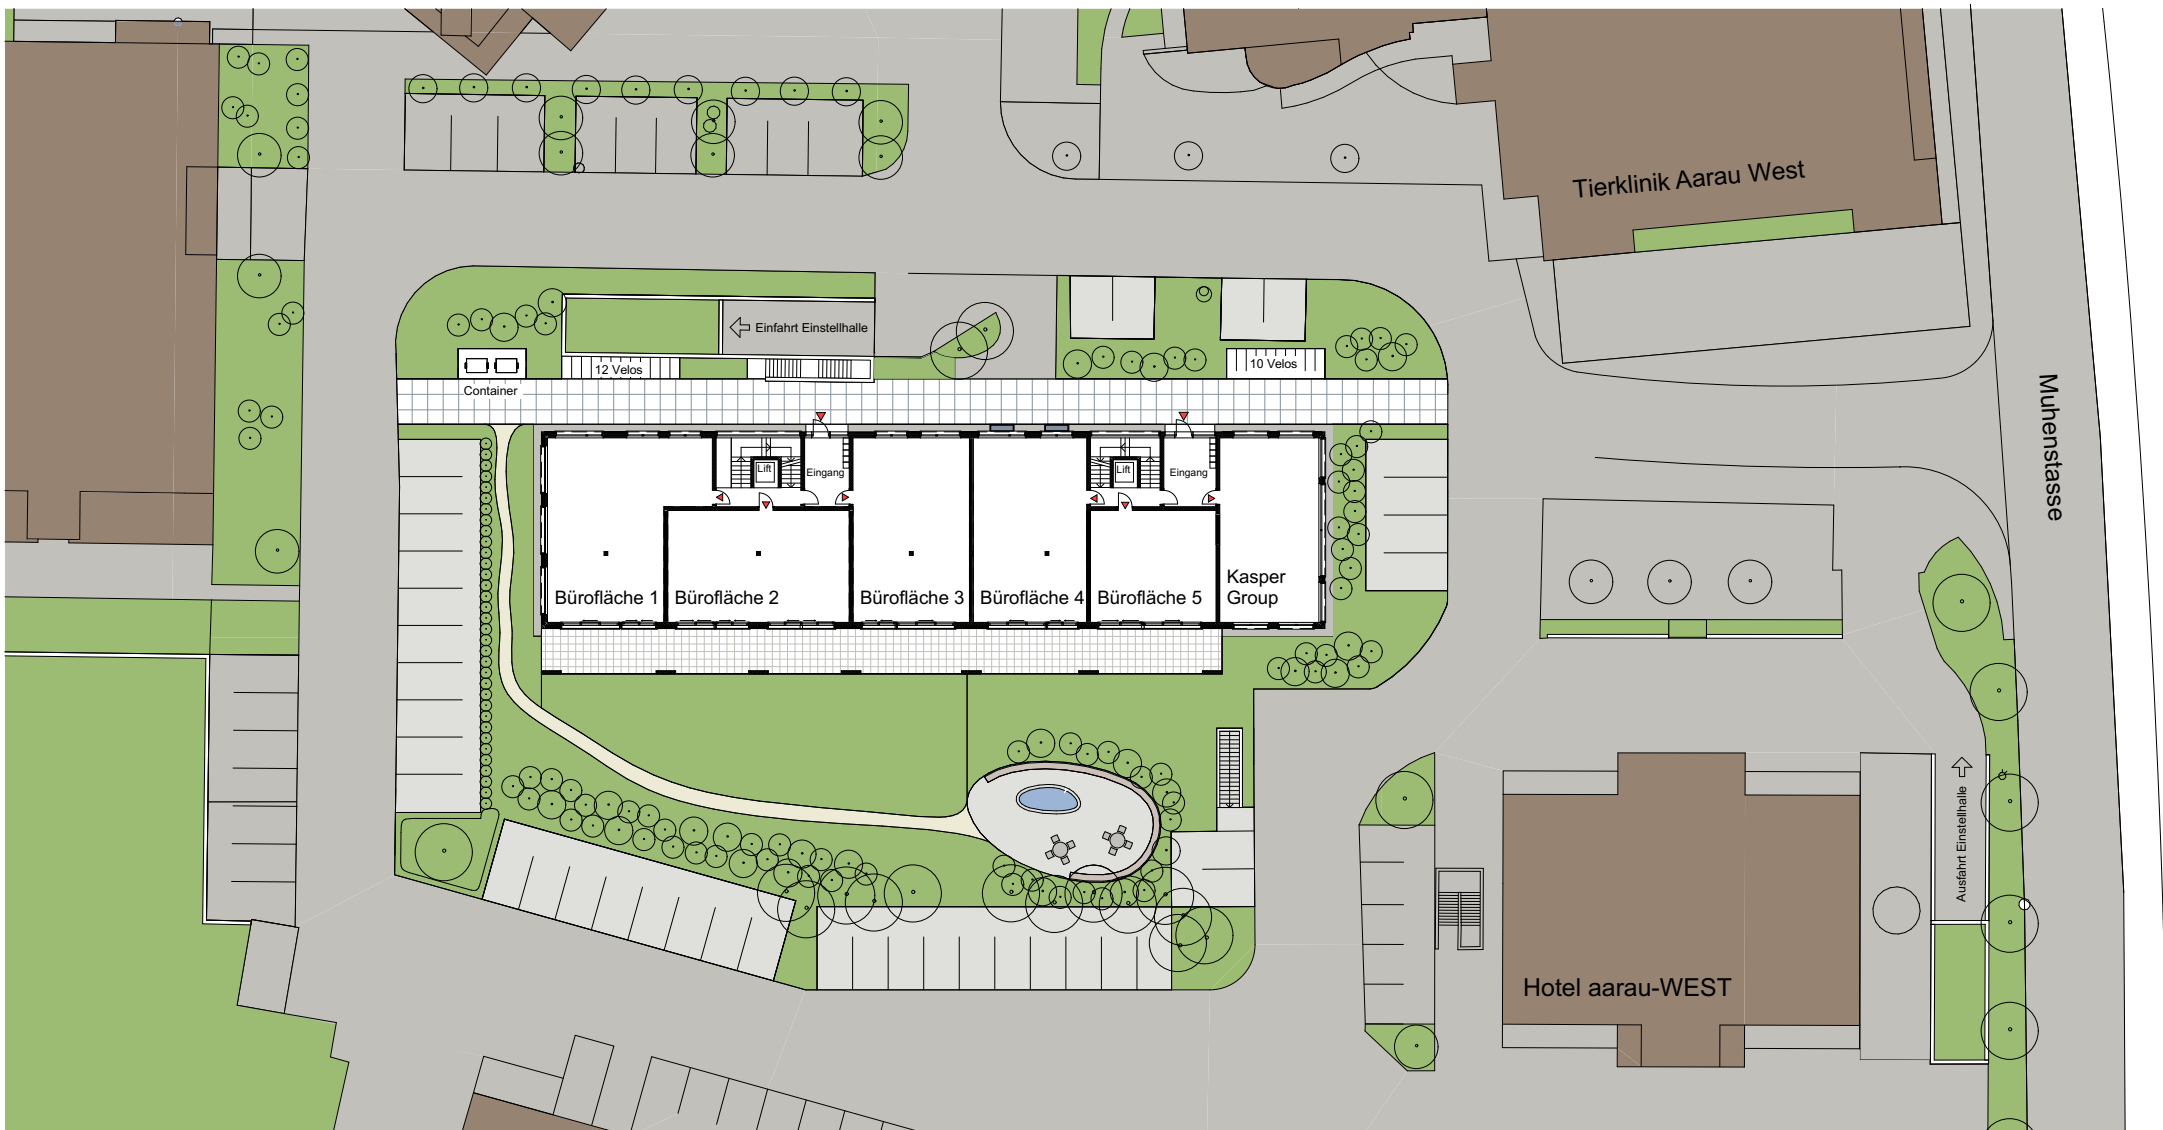 Tierklinik Aarau West
Einfahrt Einstellhalle
12 Velos
10 Velos
Container
Muhenstasse
Lift
Eingang
Lift
Eingang
Bürofläche 1
Bürofläche 2
Bürofläche 3
Bürofläche 4
Bürofläche 5
Kasper
Group
Ausfahrt Einstellhalle
Hotel aarau-WEST